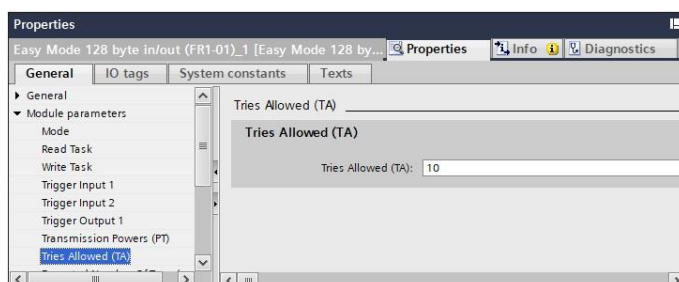 Properties
Easy Mode 128 byte in/out (FR1-01)_1 [Easy Mode 128 by... Properties Info Diagnostics
General IO tags System constants Texts
General
Module parameters
Mode
Read Task
Write Task
Trigger Input 1
Trigger Input 2
Trigger Output 1
Transmission Powers (PT)
Tries Allowed (TA)
Tries Allowed (TA)
Tries Allowed (TA)
Tries Allowed (TA): 10